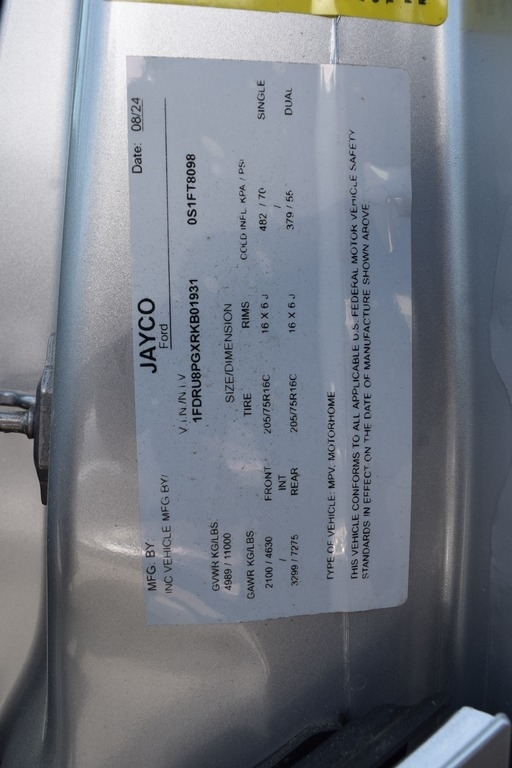 MFG. BY JAYCO Date: 08/24
INC VEHICLE MFG BY/ Ford
V.I.N/N.I.V
1FDRU8PGXRKB01931 0S1FT8098
GVWR KG/LBS. SIZE/DIMENSION
4989 / 11000
GAWR KG/LBS TIRE RIMS COLD INFL. KPA / PSI
2100 / 4630 FRONT 205/75R16C 16 X 6 J 482 / 70 SINGLE
/ INT /
3299 / 7275 REAR 205/75R16C 16 X 6 J 379 / 55 DUAL
TYPE OF VEHICLE: MPV, MOTORHOME
THIS VEHICLE CONFORMS TO ALL APPLICABLE U.S. FEDERAL MOTOR VEHICLE SAFETY
STANDARDS IN EFFECT ON THE DATE OF MANUFACTURE SHOWN ABOVE